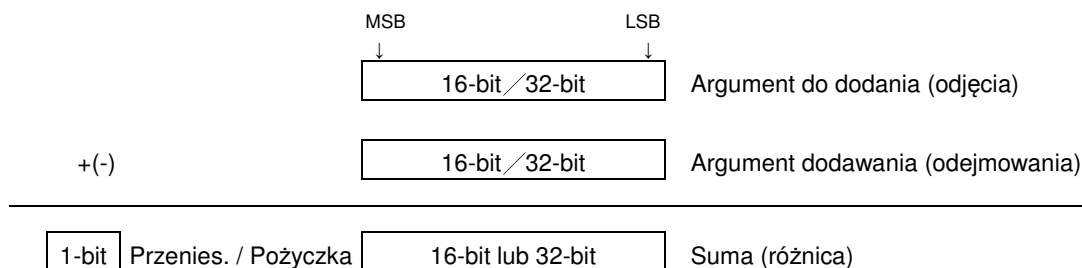 MSB LSB
↓ ↓
16-bit／32-bit Argument do dodania (odjęcia)
+(-) 16-bit／32-bit Argument dodawania (odejmowania)
1-bit Przenies. / Pożyczka 16-bit lub 32-bit Suma (różnica)